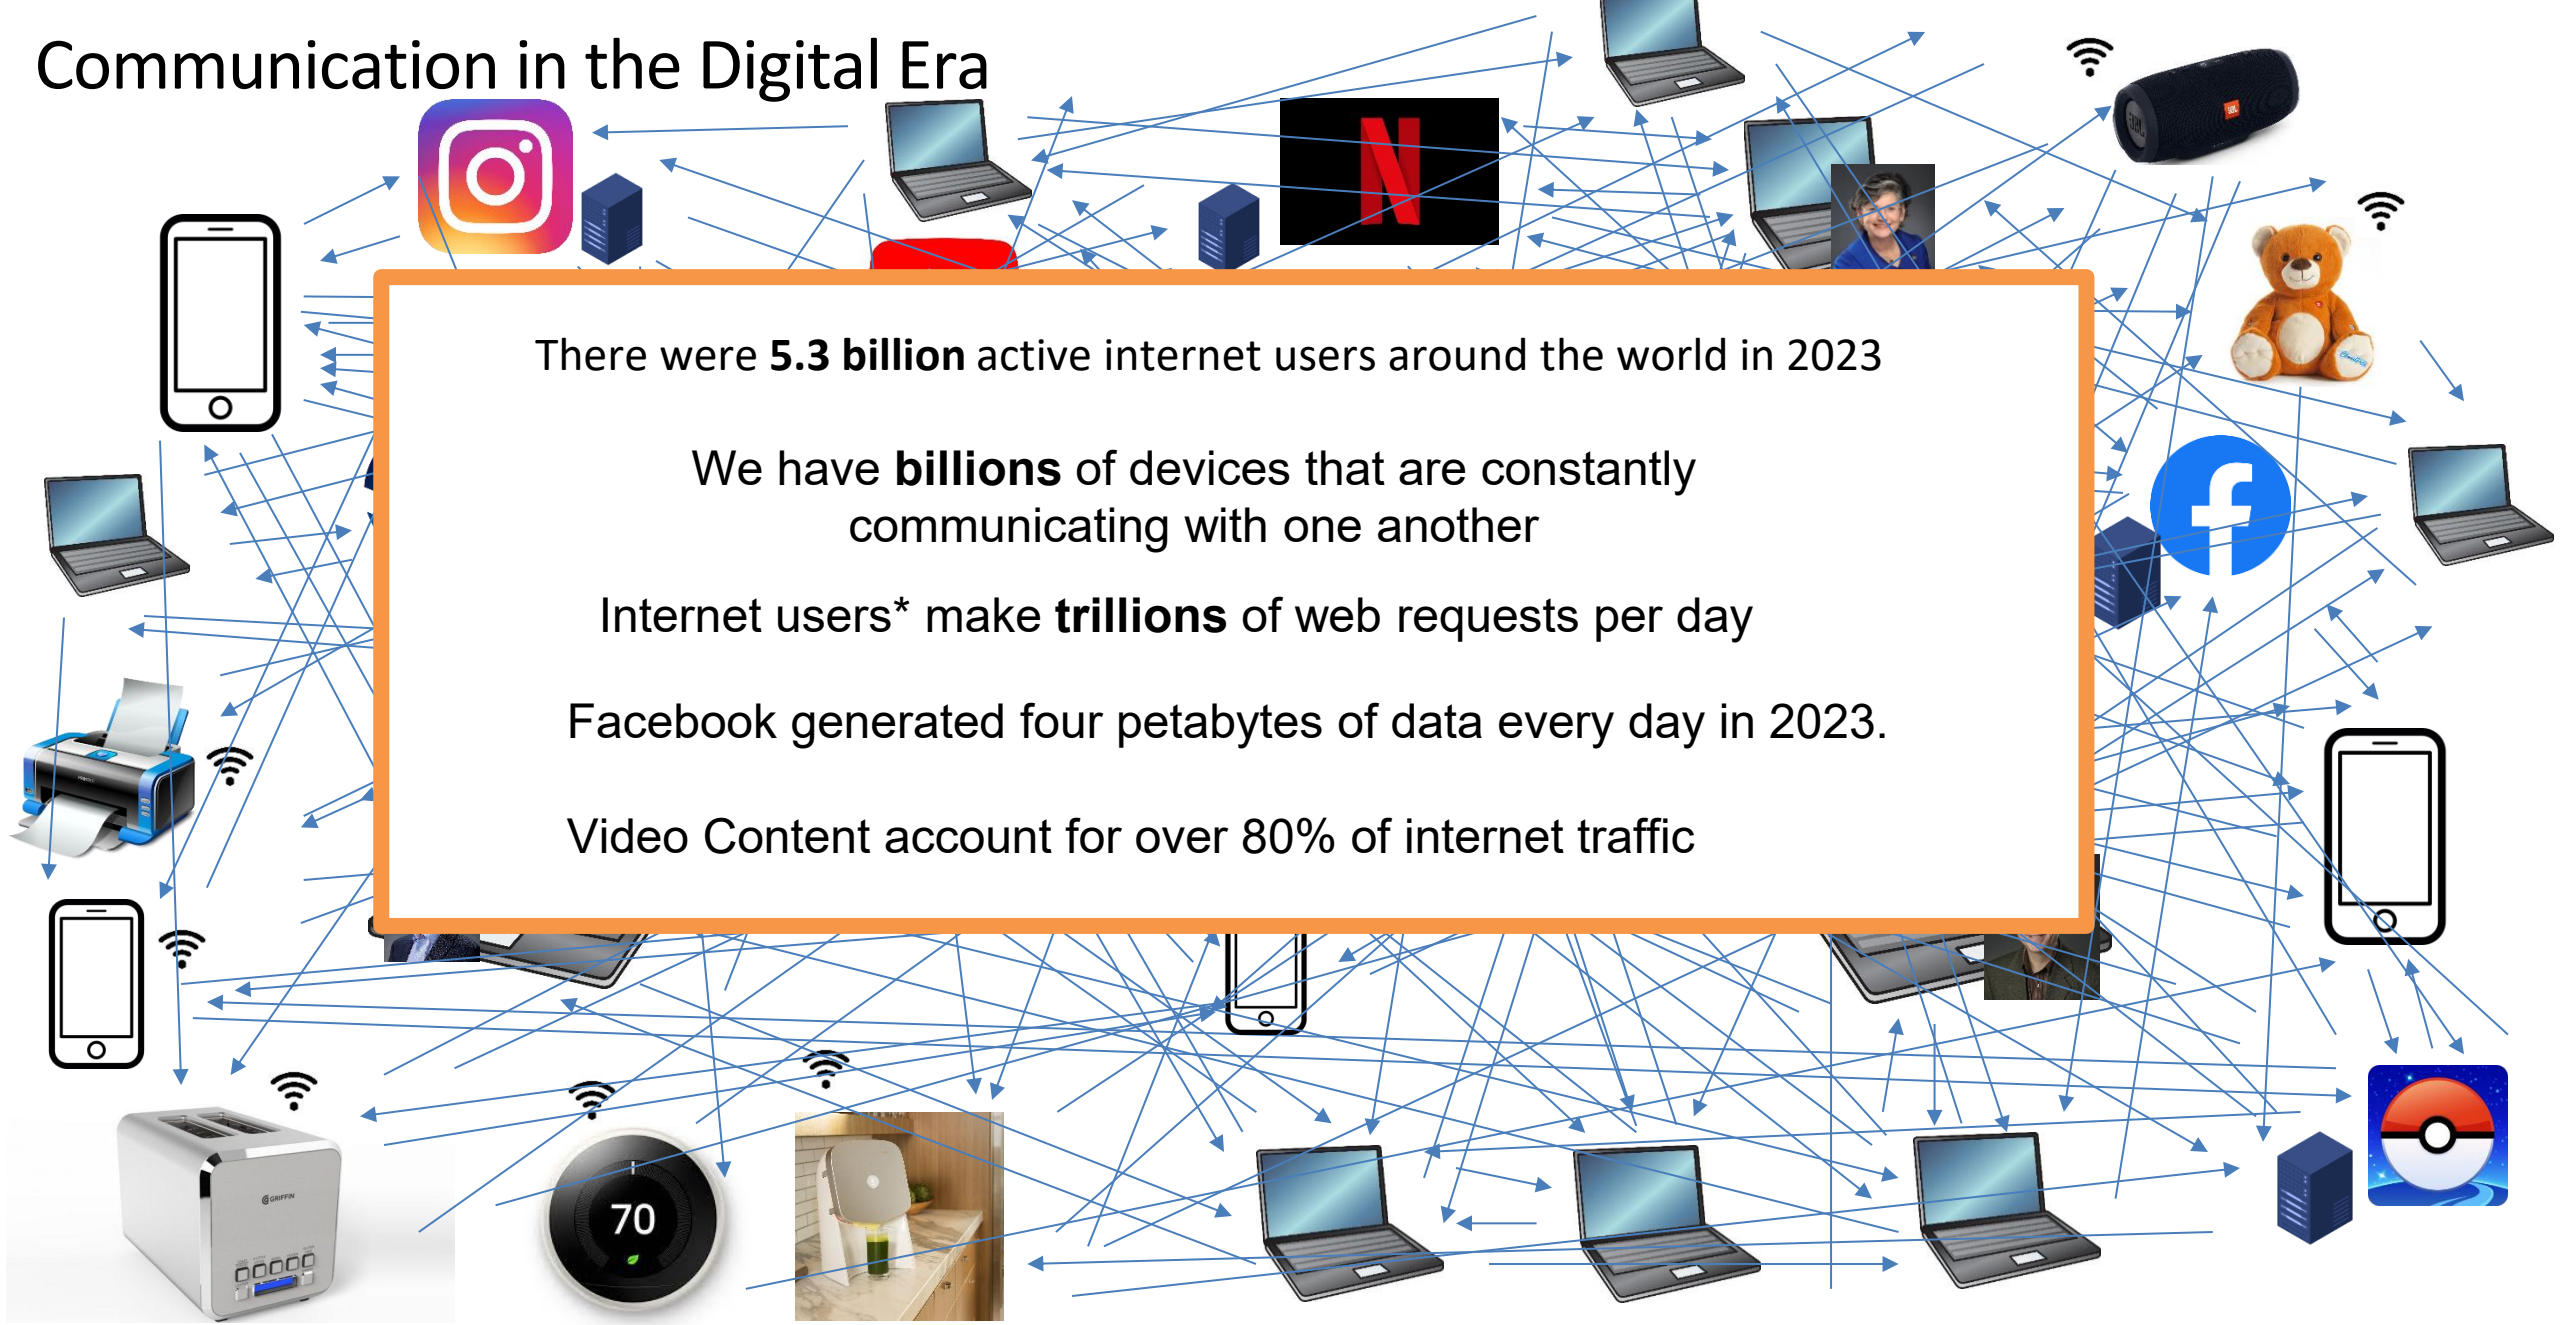 Communication in the Digital Era
There were 5.3 billion active internet users around the world in 2023
We have billions of devices that are constantly
communicating with one another
Internet users* make trillions of web requests per day
Facebook generated four petabytes of data every day in 2023.
Video Content account for over 80% of internet traffic
JBL
JBL
N
f
GRIFFIN
70